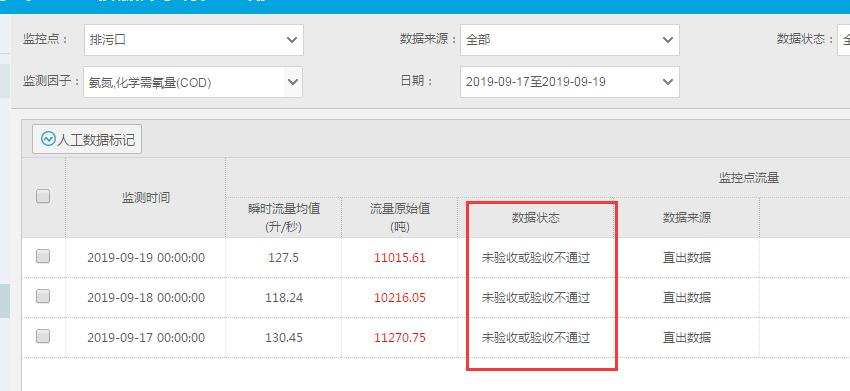 监控点： 排污口 数据来源： 全部 数据状态：
监测因子： 氨氮,化学需氧量(COD) 日期： 2019-09-17至2019-09-19
人工数据标记
监测时间 监控点流量
瞬时流量均值 (升/秒) 流量原始值 (吨) 数据状态 数据来源
2019-09-19 00:00:00 127.5 11015.61 未验收或验收不通过 直出数据
2019-09-18 00:00:00 118.24 10216.05 未验收或验收不通过 直出数据
2019-09-17 00:00:00 130.45 11270.75 未验收或验收不通过 直出数据